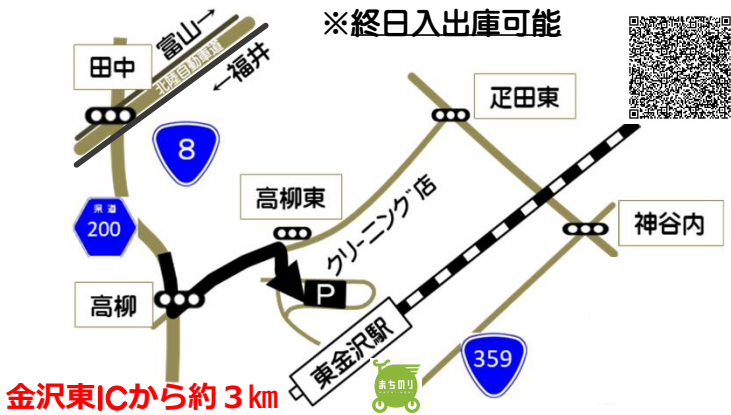 ※終日入出庫可能
富山→
北陸自動車道
←福井
田中
8
疋田東
県道
200
高柳東
クリーニング店
神谷内
高柳
P
東金沢駅
まちのり
359
金沢東ICから約３㎞